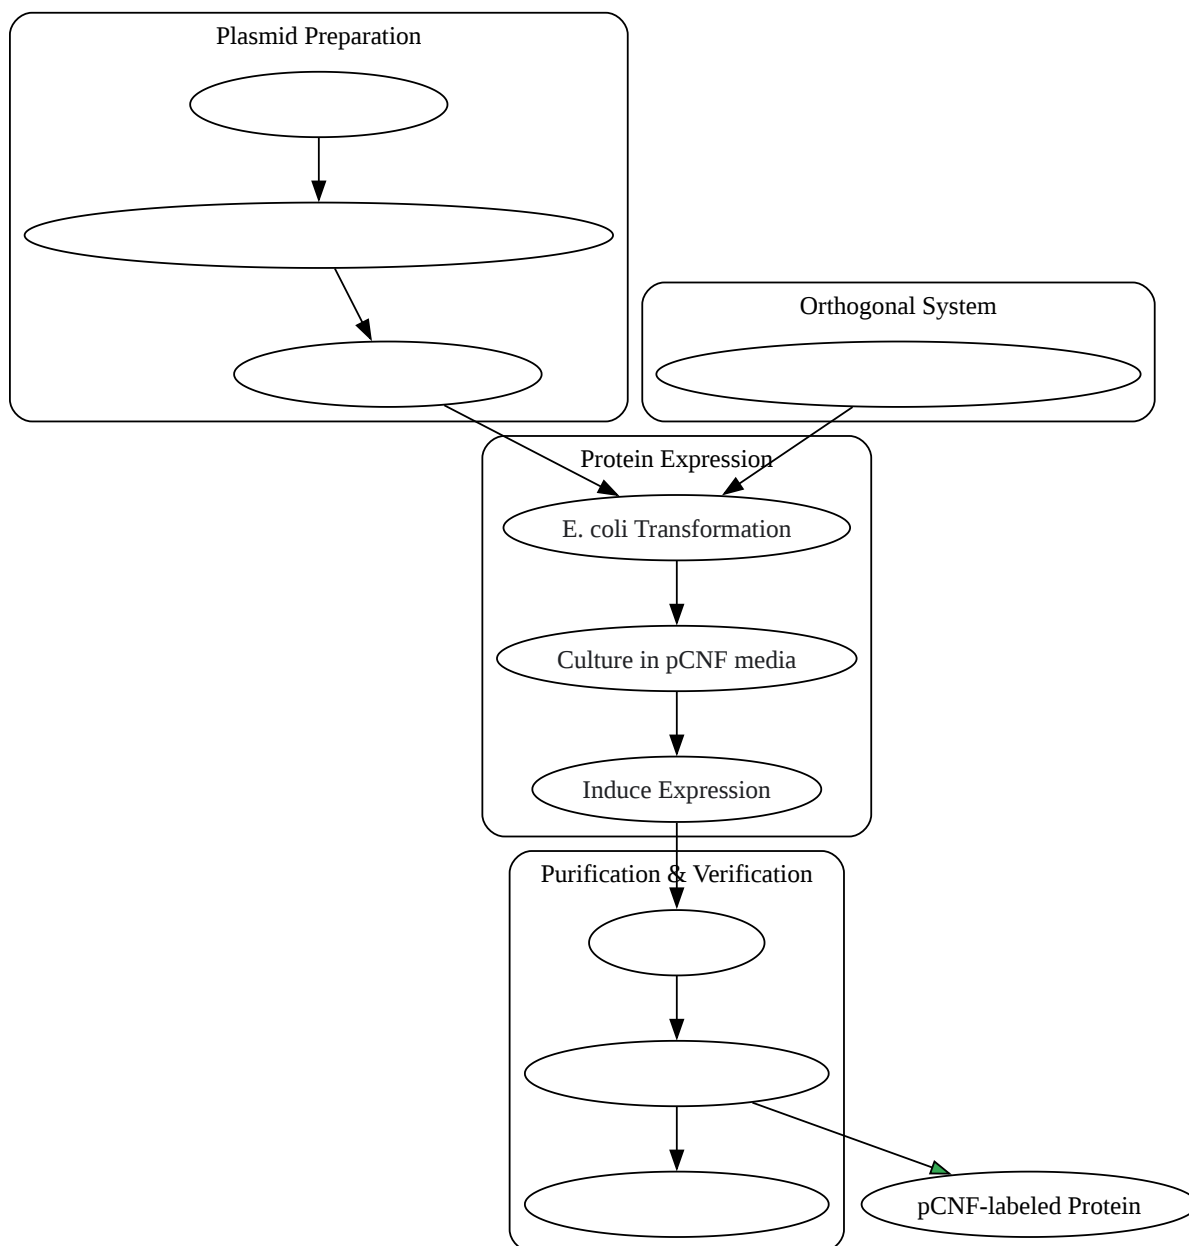 Plasmid Preparation
Orthogonal System
Protein Expression
E. coli Transformation
Culture in pCNF media
Induce Expression
Purification & Verification
pCNF-labeled Protein